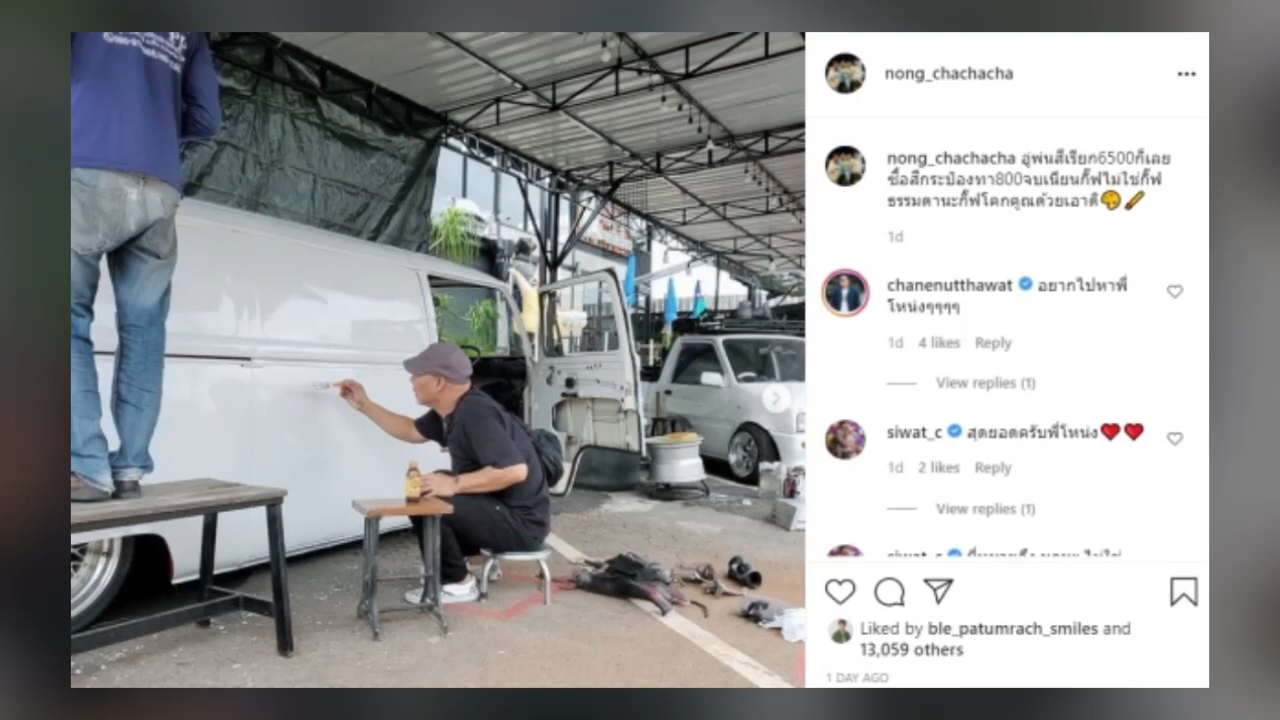 nong_chachacha
nong_chachacha อู่พ่นสีเรียก6500ก็เลย
ซื้อสีกระป๋องทา800จบเนียนกั๊ฟไม่ใช่กั๊ฟ
ธรรมดานะกั๊ฟโคกคูณด้วยเอาดิ🎨🖌️
1d
chanenutthawat อยากไปหาพี่
โหน่งๆๆๆๆ
1d 4 likes Reply
View replies (1)
siwat_c สุดยอดครับพี่โหน่ง❤️❤️
1d 2 likes Reply
View replies (1)
siwat_c
Liked by ble_patumrach_smiles and
13,059 others
1 DAY AGO